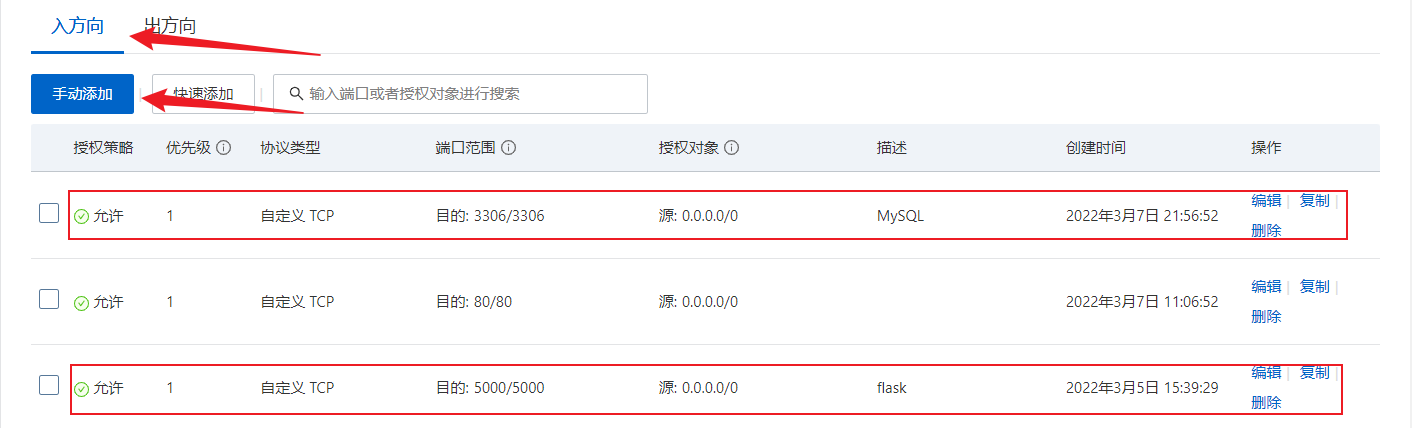 入方向 出方向
手动添加 快速添加 输入端口或者授权对象进行搜索
授权策略 优先级 协议类型 端口范围 授权对象 描述 创建时间 操作
允许 1 自定义 TCP 目的: 3306/3306 源: 0.0.0.0/0 MySQL 2022年3月7日 21:56:52 编辑 | 复制 |
删除
允许 1 自定义 TCP 目的: 80/80 源: 0.0.0.0/0 2022年3月7日 11:06:52 编辑 | 复制 |
删除
允许 1 自定义 TCP 目的: 5000/5000 源: 0.0.0.0/0 flask 2022年3月5日 15:39:29 编辑 | 复制 |
删除